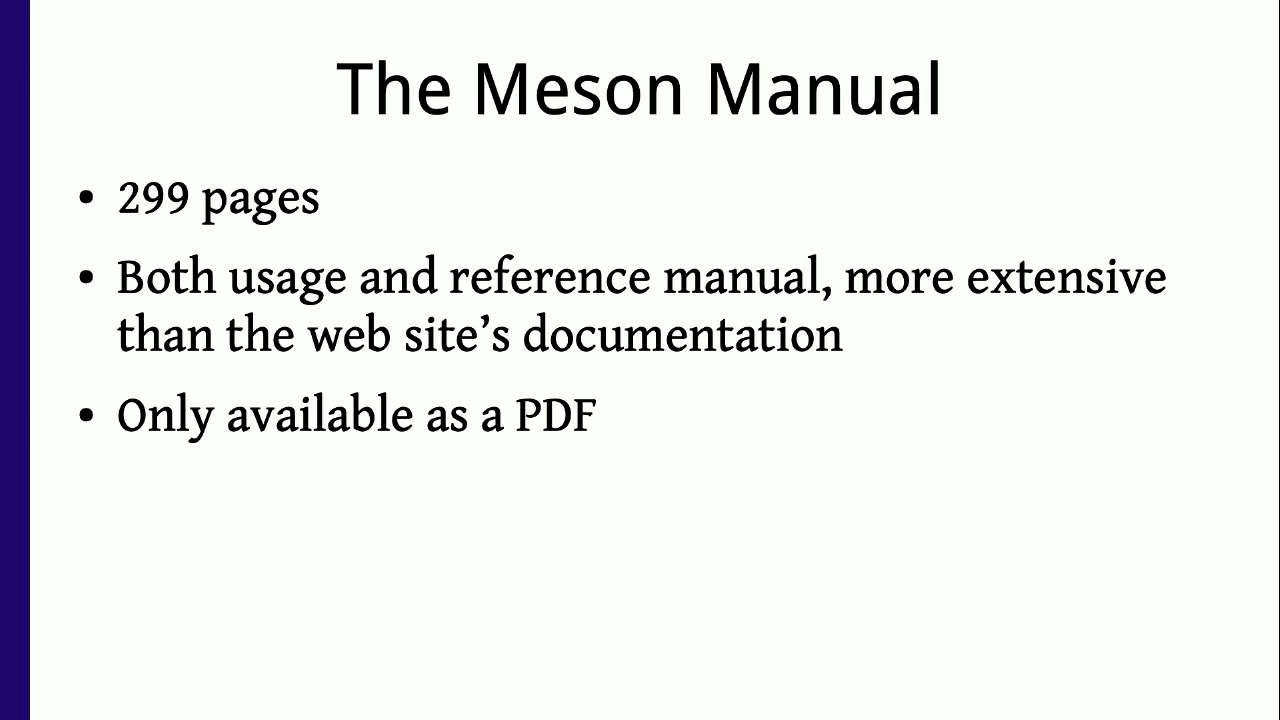 The Meson Manual
• 299 pages
• Both usage and reference manual, more extensive
than the web site’s documentation
• Only available as a PDF